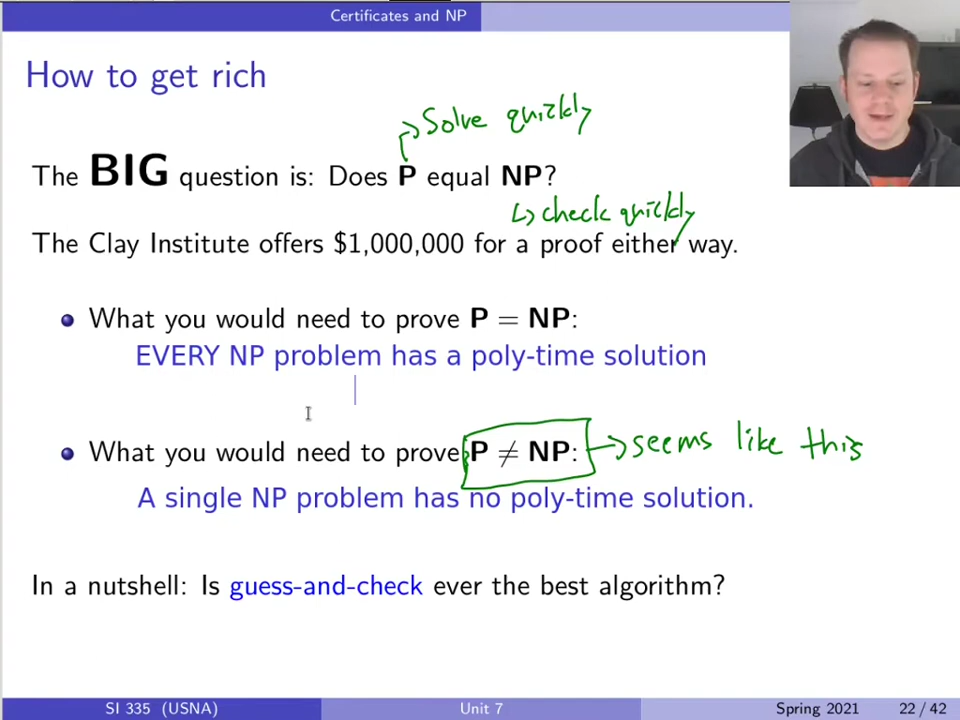 Certificates and NP
How to get rich
Solve quickly
The BIG question is: Does P equal NP?
check quickly
The Clay Institute offers $1,000,000 for a proof either way.
What you would need to prove P = NP:
EVERY NP problem has a poly-time solution
What you would need to prove P ≠ NP:
seems like this
A single NP problem has no poly-time solution.
In a nutshell: Is guess-and-check ever the best algorithm?
SI 335 (USNA) Unit 7 Spring 2021 22 / 42